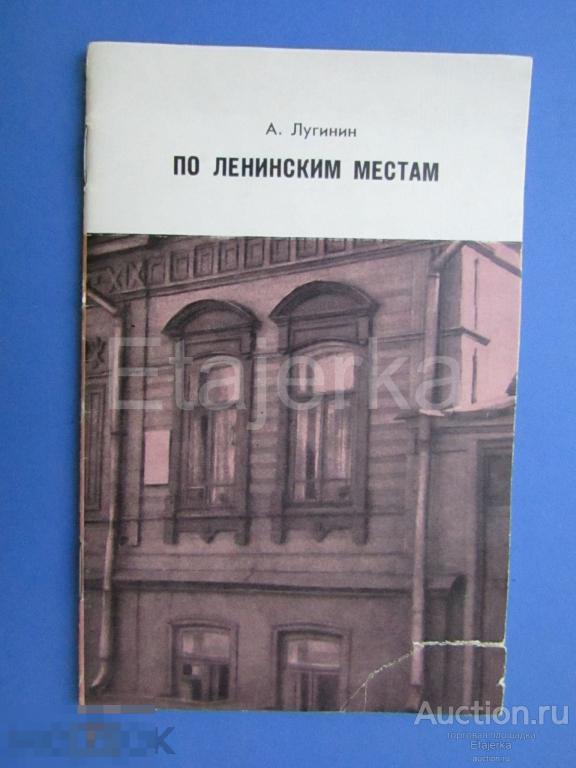 А. Лугинин
ПО ЛЕНИНСКИМ МЕСТАМ
Etajerka
Auction.ru
торговая площадка
Etajerka
auction.ru